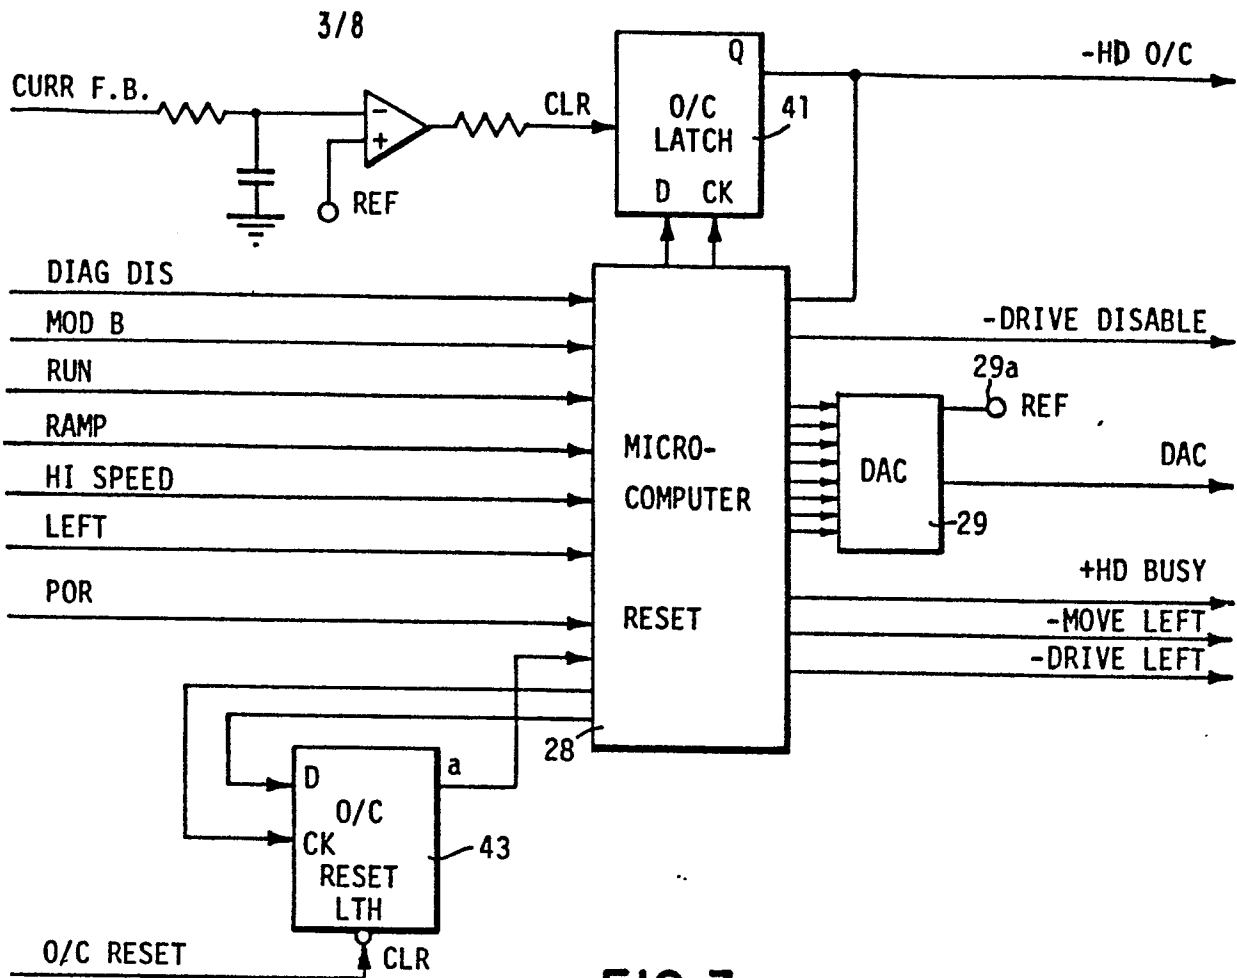 3/8
CURR F.B.
CLR
Q
O/C
LATCH
D CK
41
-HD O/C
REF
DIAG DIS
MOD B
RUN
RAMP
HI SPEED
LEFT
POR
MICRO-
COMPUTER
RESET
28
-DRIVE DISABLE
29a
REF
DAC
29
DAC
+HD BUSY
-MOVE LEFT
-DRIVE LEFT
D
a
O/C
CK
RESET
LTH
43
O/C RESET
CLR